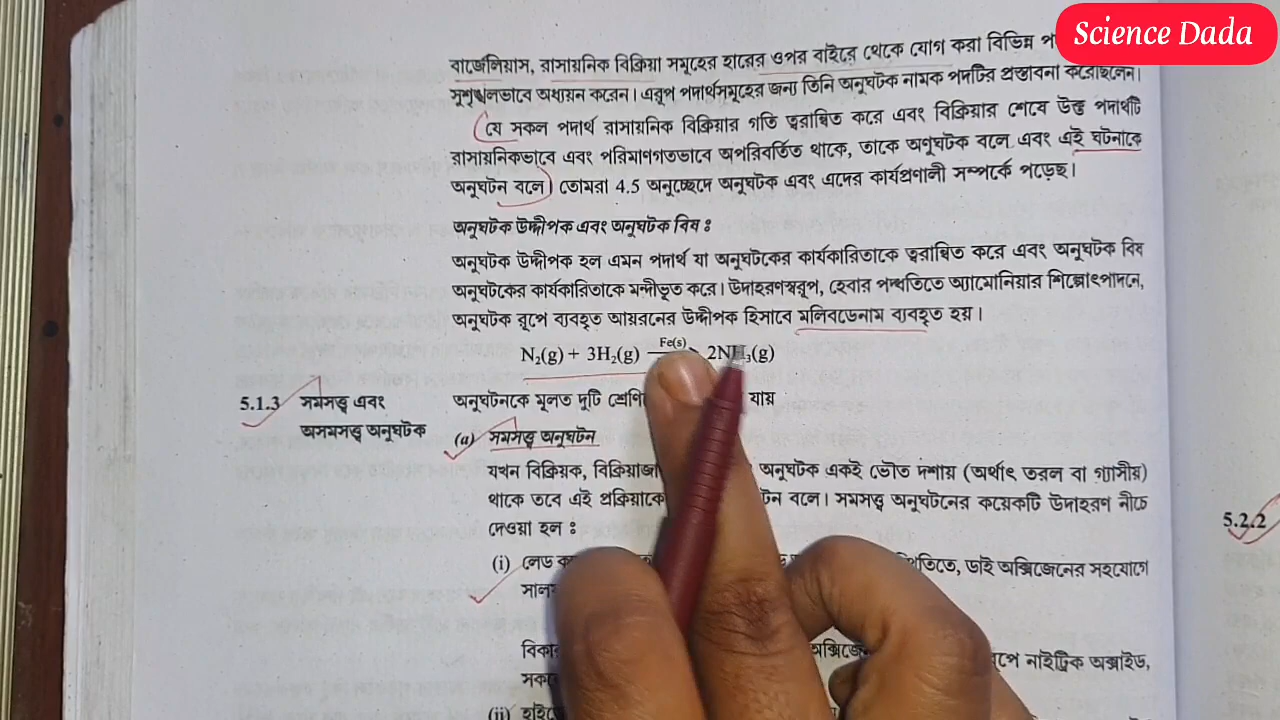 Science Dada
বার্জেলিয়াস, রাসায়নিক বিক্রিয়া সমূহের হারের ওপর বাইরে থেকে যোগ করা বিভিন্ন
সুশৃঙ্খলভাবে অধ্যয়ন করেন। এরূপ পদার্থসমূহের জন্য তিনি অনুঘটক নামক পদটির প্রস্তাবনা করেছিলেন।
যে সকল পদার্থ রাসায়নিক বিক্রিয়ার গতি ত্বরান্বিত করে এবং বিক্রিয়ার শেষে উক্ত পদার্থটি
রাসায়নিকভাবে এবং পরিমাণগতভাবে অপরিবর্তিত থাকে, তাকে অণুঘটক বলে এবং এই ঘটনাকে
অনুঘটন বলে। তোমরা 4.5 অনুচ্ছেদে অনুঘটক এবং এদের কার্যপ্রণালী সম্পর্কে পড়েছ।
অনুঘটক উদ্দীপক এবং অনুঘটক বিষ ঃ
অনুঘটক উদ্দীপক হল এমন পদার্থ যা অনুঘটকের কার্যকারিতাকে ত্বরান্বিত করে এবং অনুঘটক বিষ
অনুঘটকের কার্যকারিতাকে মন্দীভূত করে। উদাহরণস্বরূপ, হেবার পদ্ধতিতে অ্যামোনিয়ার শিল্পোৎপাদনে,
অনুঘটক রূপে ব্যবহৃত আয়রনের উদ্দীপক হিসাবে মলিবডেনাম ব্যবহৃত হয়।
N₂(g) + 3H₂(g) Fe(s) 2NH₃(g)
5.1.3 সমসত্ত্ব এবং
অসমসত্ত্ব অনুঘটক
অনুঘটনকে মূলত দুটি যায়
(a) সমসত্ত্ব অনুঘটন
যখন বিক্রিয়ক, অনুঘটক একই ভৌত দশায় (অর্থাৎ তরল বা গ্যাসীয়)
থাকে তবে এই বলে। সমসত্ত্ব অনুঘটনের কয়েকটি উদাহরণ নীচে
দেওয়া হল ঃ
(i) লেড ডাই অক্সিজেনের সহযোগে
রূপে নাইট্রিক অক্সাইড,
(ii)
5.2.2